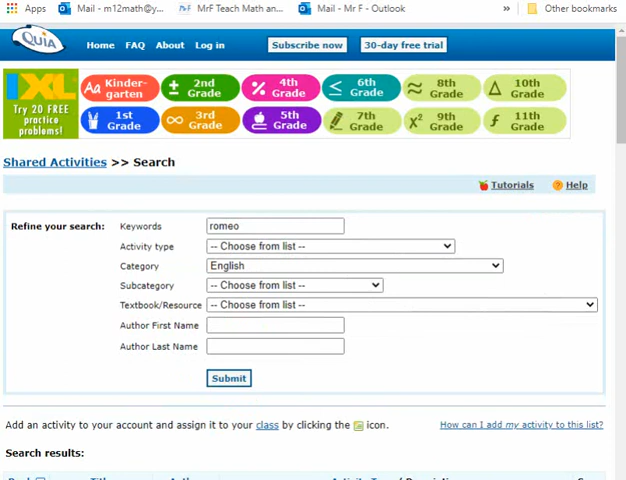 Apps Mail - m12math@y... MrF Teach Math an... Mail - Mr F - Outlook » Other bookmarks
QUIA Home FAQ About Log in Subscribe now 30-day free trial
IXL Try 20 FREE practice problems!
Aa Kinder-garten ± 2nd Grade % 4th Grade ≤ 6th Grade ≈ 8th Grade △ 10th Grade
1st Grade ∞ 3rd Grade 5th Grade 7th Grade X² 9th Grade f 11th Grade
Shared Activities >> Search
Tutorials ? Help
Refine your search: Keywords romeo
Activity type -- Choose from list --
Category English
Subcategory -- Choose from list --
Textbook/Resource -- Choose from list --
Author First Name
Author Last Name
Submit
Add an activity to your account and assign it to your class by clicking the icon. How can I add my activity to this list?
Search results: